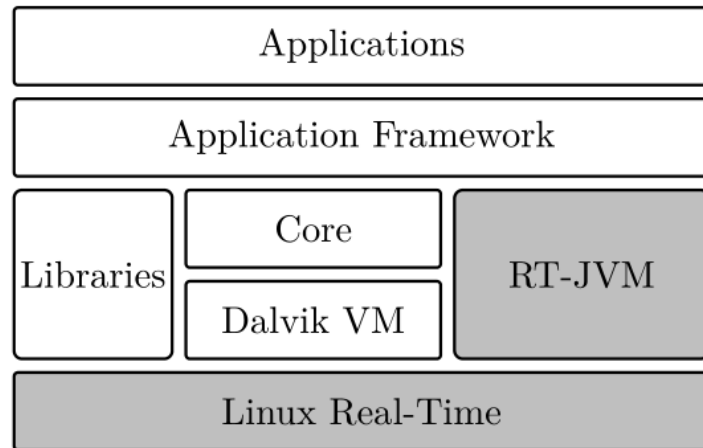 Applications
Application Framework
Libraries
Core
Dalvik VM
RT-JVM
Linux Real-Time